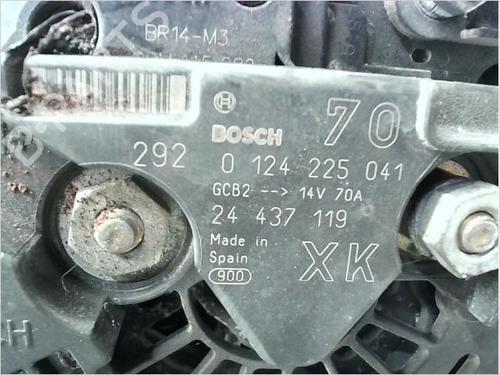 BR14-M3
BOSCH 70
292 0 124 225 041
GCB2 --> 14V 70A
24 437 119
Made in
Spain
XK
900